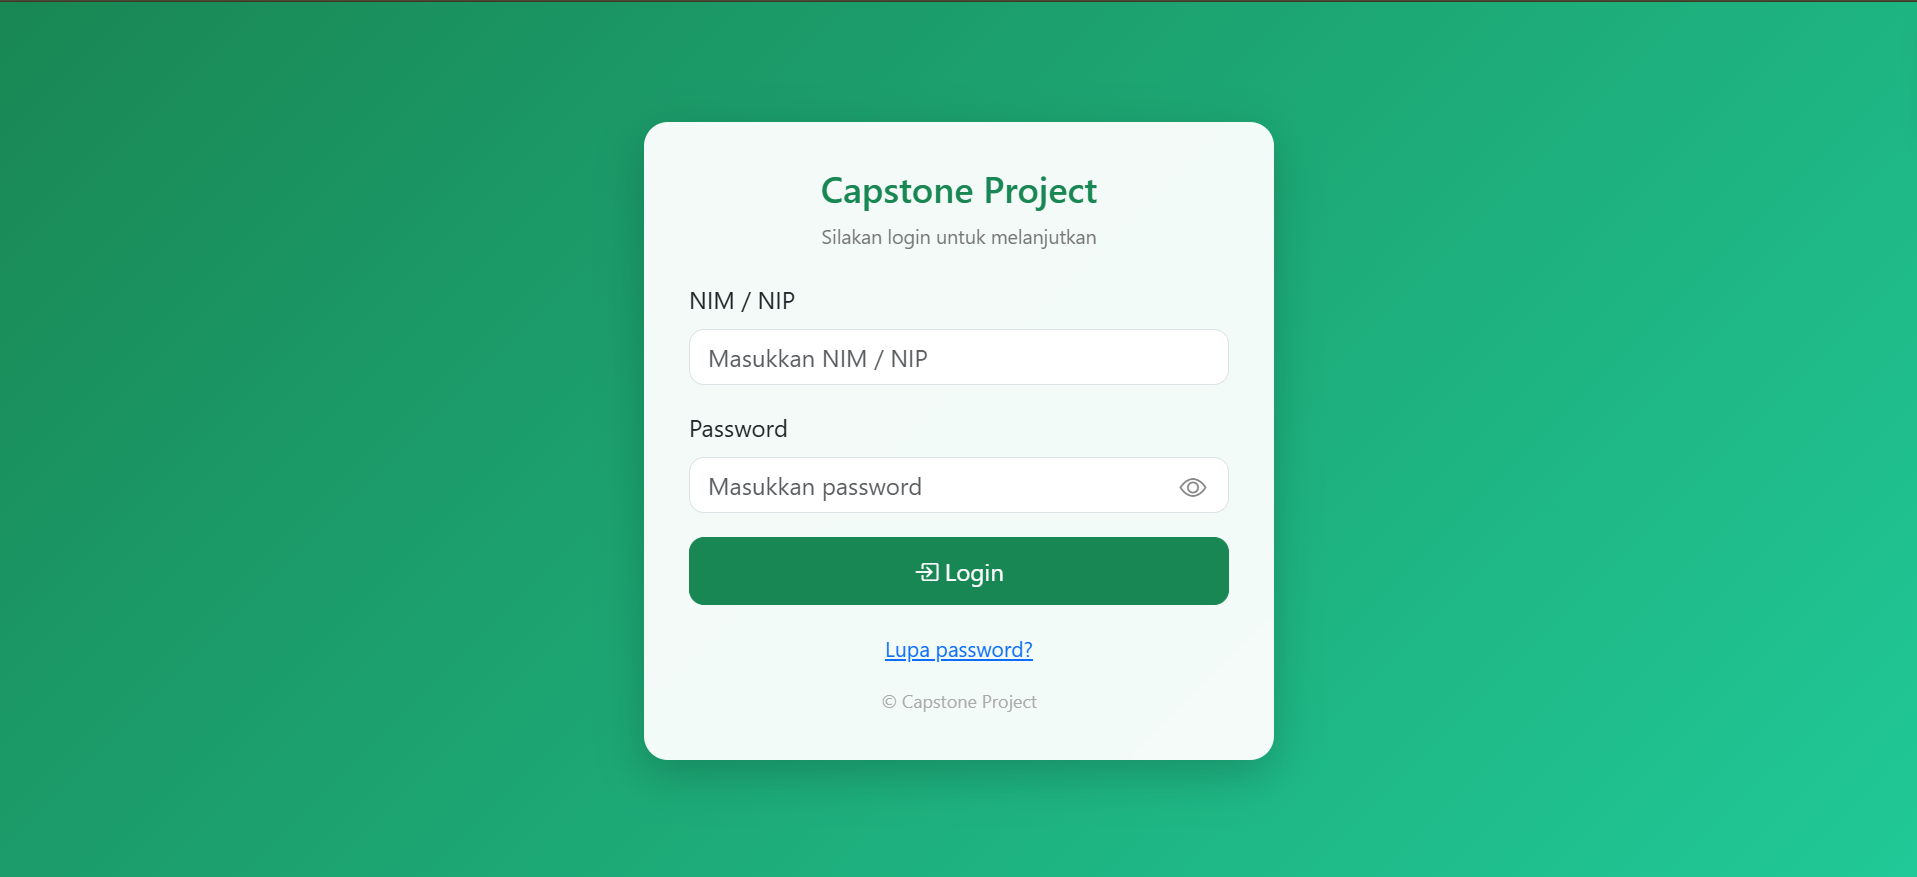 Capstone Project
Silakan login untuk melanjutkan
NIM / NIP
Masukkan NIM / NIP
Password
Masukkan password
Login
Lupa password?
© Capstone Project